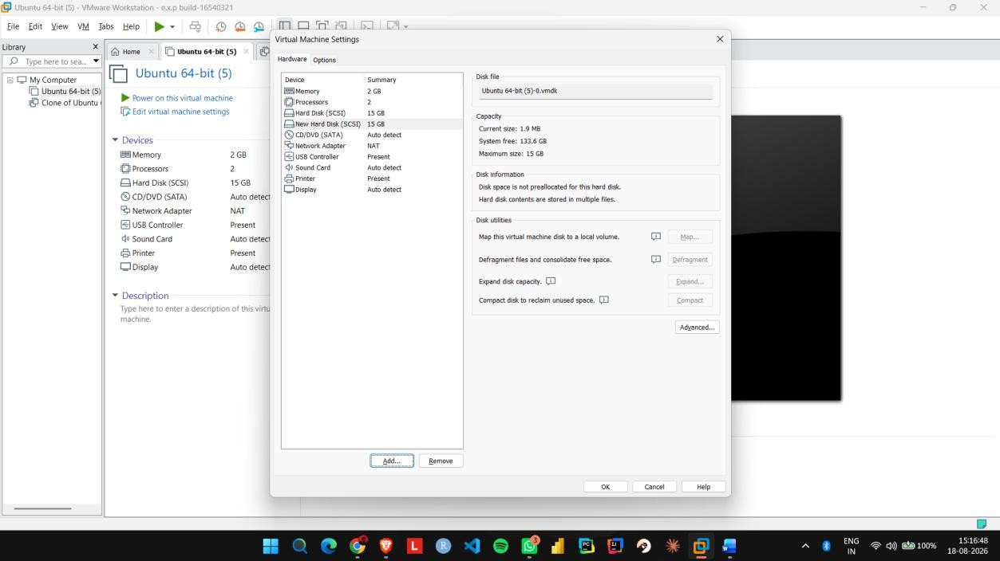 Ubuntu 64-bit (5) - VMware Workstation - e.x.p build-16540321
File Edit View VM Tabs Help
Library
Type here to sea...
My Computer
Ubuntu 64-bit (5)
Clone of Ubuntu
Home
Ubuntu 64-bit (5)
Ubuntu 64-bit (5)
Power on this virtual machine
Edit virtual machine settings
Devices
Memory 2 GB
Processors 2
Hard Disk (SCSI) 15 GB
CD/DVD (SATA) Auto detect
Network Adapter NAT
USB Controller Present
Sound Card Auto detect
Printer Present
Display Auto detect
Description
Type here to enter a description of this virtu
machine.
Virtual Machine Settings
Hardware Options
Device Summary
Memory 2 GB
Processors 2
Hard Disk (SCSI) 15 GB
New Hard Disk (SCSI) 15 GB
CD/DVD (SATA) Auto detect
Network Adapter NAT
USB Controller Present
Sound Card Auto detect
Printer Present
Display Auto detect
Add... Remove
Disk file
Ubuntu 64-bit (5)-0.vmdk
Capacity
Current size: 1.9 MB
System free: 133.6 GB
Maximum size: 15 GB
Disk information
Disk space is not preallocated for this hard disk.
Hard disk contents are stored in multiple files.
Disk utilities
Map this virtual machine disk to a local volume. Map...
Defragment files and consolidate free space. Defragment
Expand disk capacity. Expand...
Compact disk to reclaim unused space. Compact
Advanced...
OK Cancel Help
L R 3 PC IJ W
ENG
IN
100%
15:16:48
18-08-2026